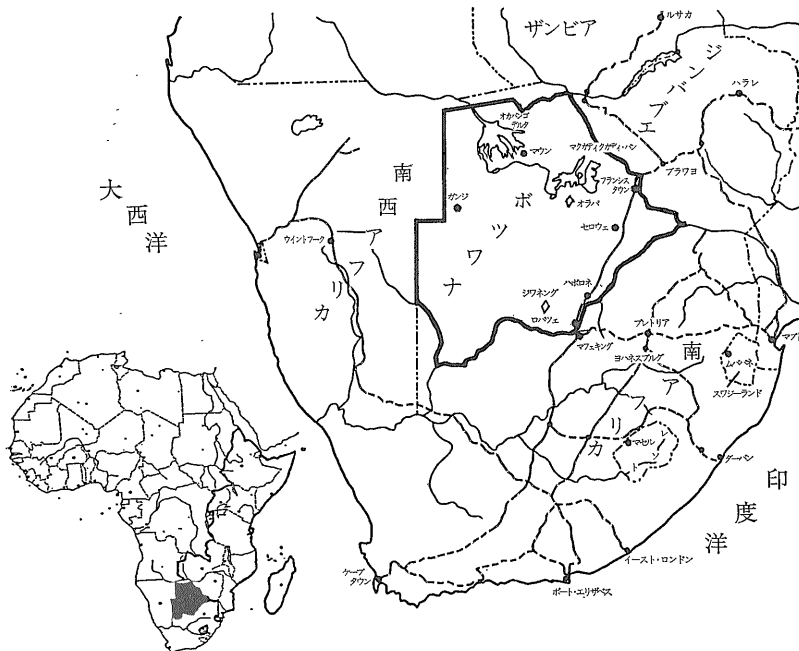 ザンビア
ルサカ
ジンバブエ
ハラレ
オカバンゴ
デルタ
マウン
マクガディクガディ・パン
ブラワヨ
フランシス
タウン
オラパ
ガンジ
セロウェ
ボツワナ
大西洋
南西アフリカ
ウイントフーク
ハボロネ
ジワネング
ロバツェ
マフェキング
プレトリア
ヨハネスブルグ
南アフリカ
ムババネ
スワジーランド
マセル
レソト
ダーバン
印度洋
イースト・ロンドン
ケープ
タウン
ポート・エリザベス